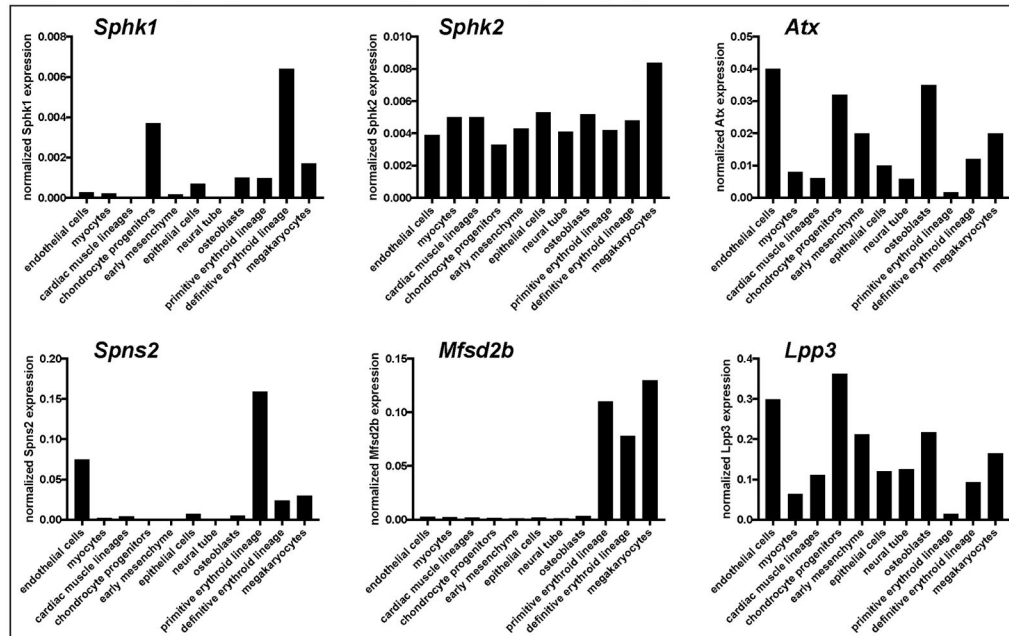 Sphk1
normalized Sphk1 expression
0.008
0.006
0.004
0.002
0.000
endothelial cells
myocytes
cardiac muscle lineages
chondrocyte progenitors
early mesenchyme
epithelial cells
neural tube
osteoblasts
primitive erythroid lineage
definitive erythroid lineage
megakaryocytes
Sphk2
normalized Sphk2 expression
0.010
0.008
0.006
0.004
0.002
0.000
endothelial cells
myocytes
cardiac muscle lineages
chondrocyte progenitors
early mesenchyme
epithelial cells
neural tube
osteoblasts
primitive erythroid lineage
definitive erythroid lineage
megakaryocytes
Atx
normalized Atx expression
0.05
0.04
0.03
0.02
0.01
0.00
endothelial cells
myocytes
cardiac muscle lineages
chondrocyte progenitors
early mesenchyme
epithelial cells
neural tube
osteoblasts
primitive erythroid lineage
definitive erythroid lineage
megakaryocytes
Spns2
normalized Spns2 expression
0.20
0.15
0.10
0.05
0.00
endothelial cells
myocytes
cardiac muscle lineages
chondrocyte progenitors
early mesenchyme
epithelial cells
neural tube
osteoblasts
primitive erythroid lineage
definitive erythroid lineage
megakaryocytes
Mfsd2b
normalized Mfsd2b expression
0.15
0.10
0.05
0.00
endothelial cells
myocytes
cardiac muscle lineages
chondrocyte progenitors
early mesenchyme
epithelial cells
neural tube
osteoblasts
primitive erythroid lineage
definitive erythroid lineage
megakaryocytes
Lpp3
normalized Lpp3 expression
0.4
0.3
0.2
0.1
0.0
endothelial cells
myocytes
cardiac muscle lineages
chondrocyte progenitors
early mesenchyme
epithelial cells
neural tube
osteoblasts
primitive erythroid lineage
definitive erythroid lineage
megakaryocytes